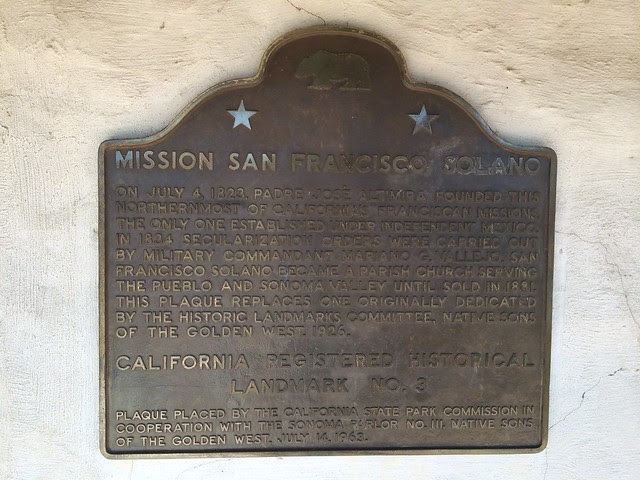 MISSION SAN FRANCISCO SOLANO
ON JULY 4, 1823, PADRE JOSÉ ALTIMIRA FOUNDED THIS
NORTHERNMOST OF CALIFORNIA'S FRANCISCAN MISSIONS,
THE ONLY ONE ESTABLISHED UNDER INDEPENDENT MEXICO.
IN 1834 SECULARIZATION ORDERS WERE CARRIED OUT
BY MILITARY COMMANDANT MARIANO G. VALLEJO. SAN
FRANCISCO SOLANO BECAME A PARISH CHURCH SERVING
THE PUEBLO AND SONOMA VALLEY UNTIL SOLD IN 1881.
THIS PLAQUE REPLACES ONE ORIGINALLY DEDICATED
BY THE HISTORIC LANDMARKS COMMITTEE, NATIVE SONS
OF THE GOLDEN WEST, 1926.
CALIFORNIA REGISTERED HISTORICAL
LANDMARK NO. 3
PLAQUE PLACED BY THE CALIFORNIA STATE PARK COMMISSION IN
COOPERATION WITH THE SONOMA PARLOR NO. 111, NATIVE SONS
OF THE GOLDEN WEST, JULY 14, 1963.